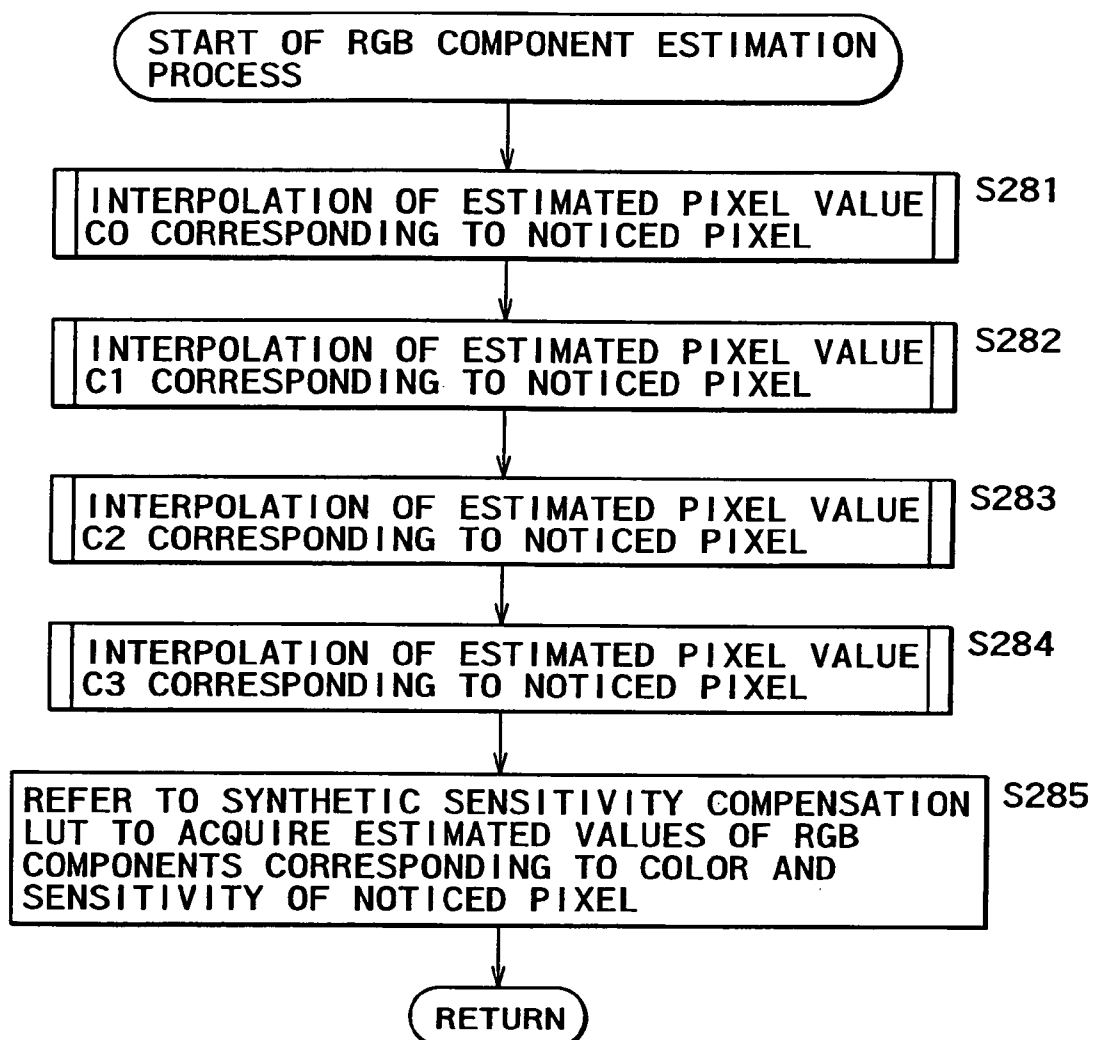 START OF RGB COMPONENT ESTIMATION
PROCESS
INTERPOLATION OF ESTIMATED PIXEL VALUE
C0 CORRESPONDING TO NOTICED PIXEL
S281
INTERPOLATION OF ESTIMATED PIXEL VALUE
C1 CORRESPONDING TO NOTICED PIXEL
S282
INTERPOLATION OF ESTIMATED PIXEL VALUE
C2 CORRESPONDING TO NOTICED PIXEL
S283
INTERPOLATION OF ESTIMATED PIXEL VALUE
C3 CORRESPONDING TO NOTICED PIXEL
S284
REFER TO SYNTHETIC SENSITIVITY COMPENSATION
LUT TO ACQUIRE ESTIMATED VALUES OF RGB
COMPONENTS CORRESPONDING TO COLOR AND
SENSITIVITY OF NOTICED PIXEL
S285
RETURN